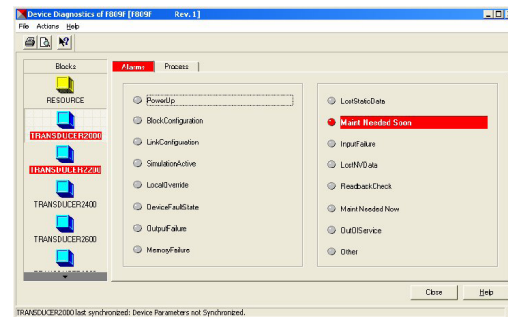 Device Diagnostics of F809F [F809F Rev. 1]
File Actions Help
Blocks
Alarms Process
RESOURCE
TRANSDUCER2000
TRANSDUCER2200
TRANSDUCER2400
TRANSDUCER2600
PowerUp
BlockConfiguration
LinkConfiguration
SimulationActive
LocalOverride
DeviceFaultState
OutputFailure
MemoryFailure
LostStaticData
Maint Needed Soon
InputFailure
LostNVData
ReadbackCheck
Maint Needed Now
OutOfService
Other
Close Help
TRANSDUCER2000 last synchronized: Device Parameters not Synchronized.